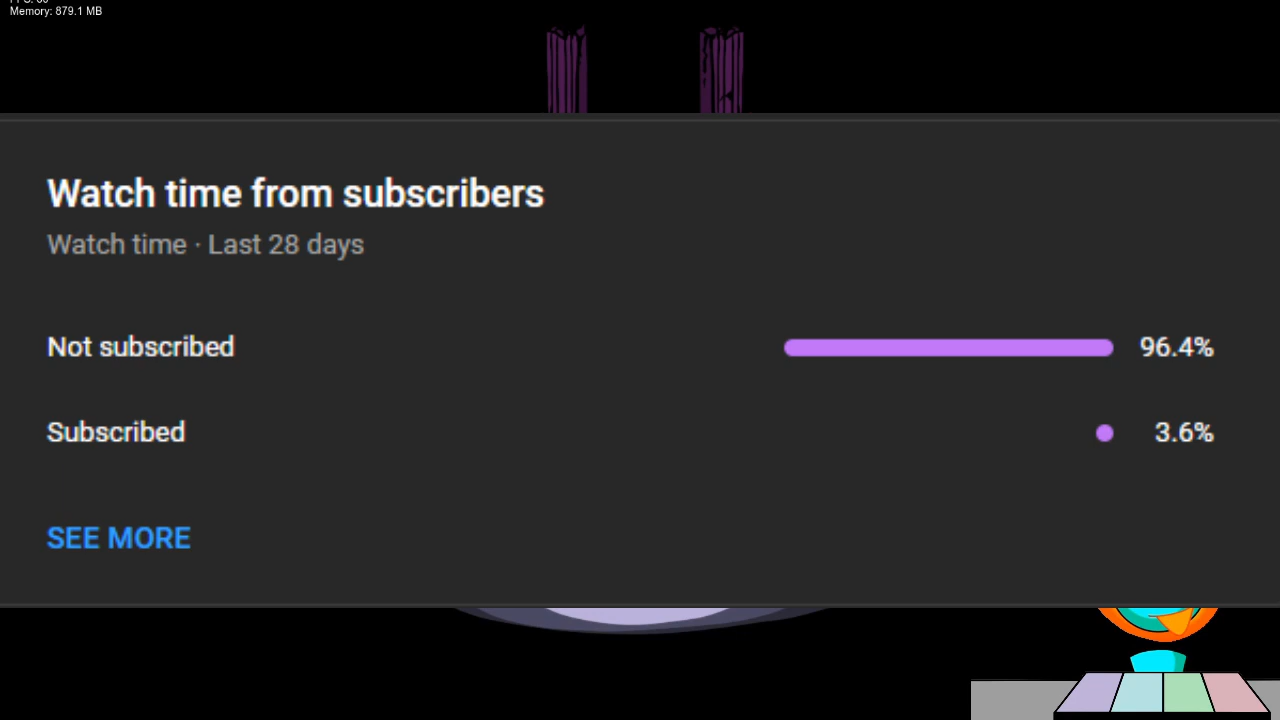 Memory: 879.1 MB
Watch time from subscribers
Watch time · Last 28 days
Not subscribed 96.4%
Subscribed 3.6%
SEE MORE